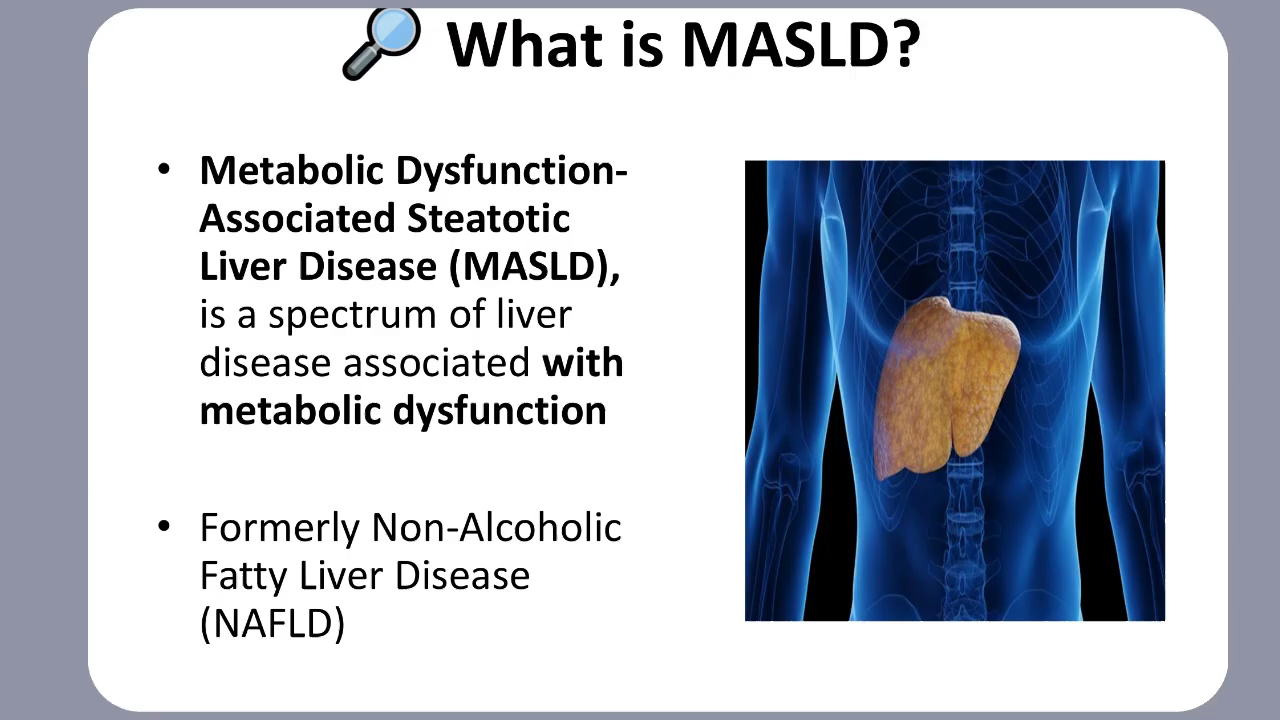 What is MASLD?
• Metabolic Dysfunction-
Associated Steatotic
Liver Disease (MASLD),
is a spectrum of liver
disease associated with
metabolic dysfunction
• Formerly Non-Alcoholic
Fatty Liver Disease
(NAFLD)